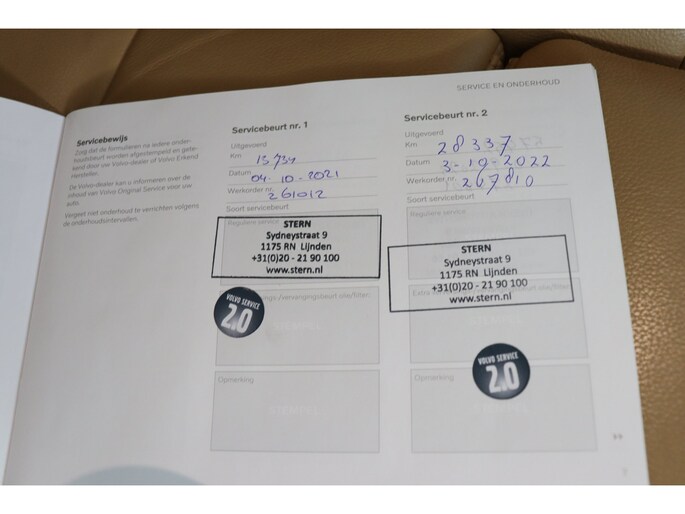 SERVICE EN ONDERHOUD
Servicebewijs
Zorg dat de formulieren na iedere onder-
houdsbeurt worden afgestempeld en gete-
kend door uw Volvo-dealer of Volvo Erkend
Hersteller.
De Volvo-dealer kan u informeren over de
inhoud van Volvo Original Service voor uw
auto.
Vergeet niet onderhoud te verrichten volgens
de onderhoudsintervallen.
Servicebeurt nr. 1
Uitgevoerd
Km 15734
Datum 04-10-2021
Werkorder nr. 261012
Soort servicebeurt
Reguliere service
STERN
Sydneystraat 9
1175 RN Lijnden
+31(0)20 - 21 90 100
www.stern.nl
VOLVO SERVICE
2.0
Opmerking
Servicebeurt nr. 2
Uitgevoerd
Km 28337
Datum 3-10-2022
Werkorder nr. 267810
Soort servicebeurt
Reguliere service
STERN
Sydneystraat 9
1175 RN Lijnden
+31(0)20 - 21 90 100
www.stern.nl
VOLVO SERVICE
2.0
Opmerking